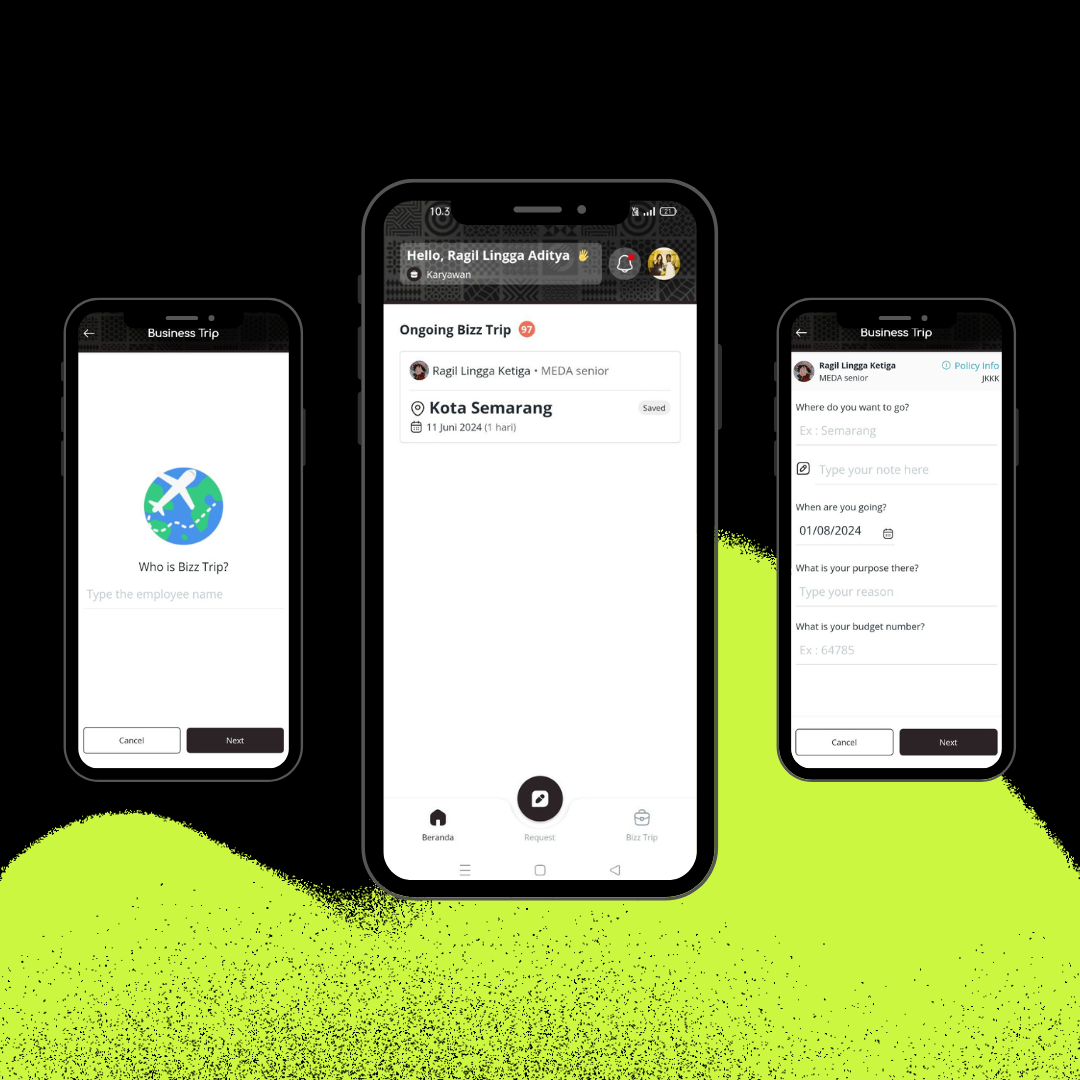 Business Trip
Who is Bizz Trip?
Type the employee name
Cancel
Next
10.3
21
Hello, Ragil Lingga Aditya 👋
Karyawan
Ongoing Bizz Trip 97
Ragil Lingga Ketiga • MEDA senior
Kota Semarang
Saved
11 Juni 2024 (1 hari)
Beranda
Request
Bizz Trip
Business Trip
Ragil Lingga Ketiga
Policy Info
MEDA senior
JKKK
Where do you want to go?
Ex : Semarang
Type your note here
When are you going?
01/08/2024
What is your purpose there?
Type your reason
What is your budget number?
Ex : 64785
Cancel
Next